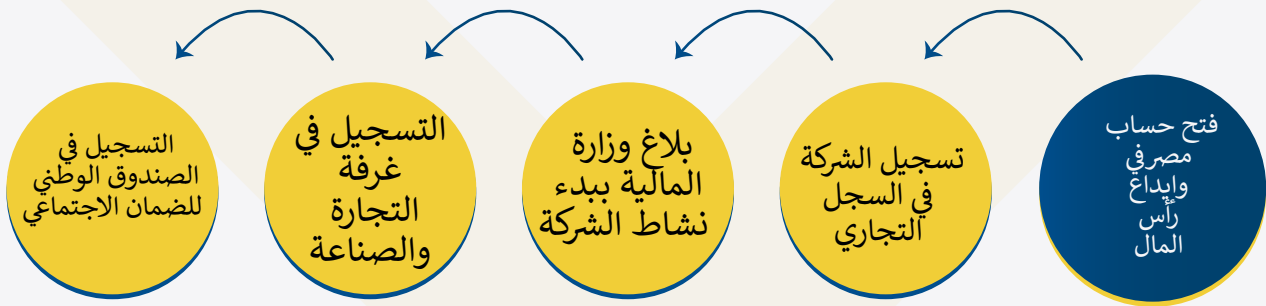 فتح حساب
مصرفي
وايداع
رأس
المال
تسجيل الشركة
في السجل
التجاري
بلاغ وزارة
المالية ببدء
نشاط الشركة
التسجيل في
غرفة
التجارة
والصناعة
التسجيل في
الصندوق الوطني
للضمان الاجتماعي